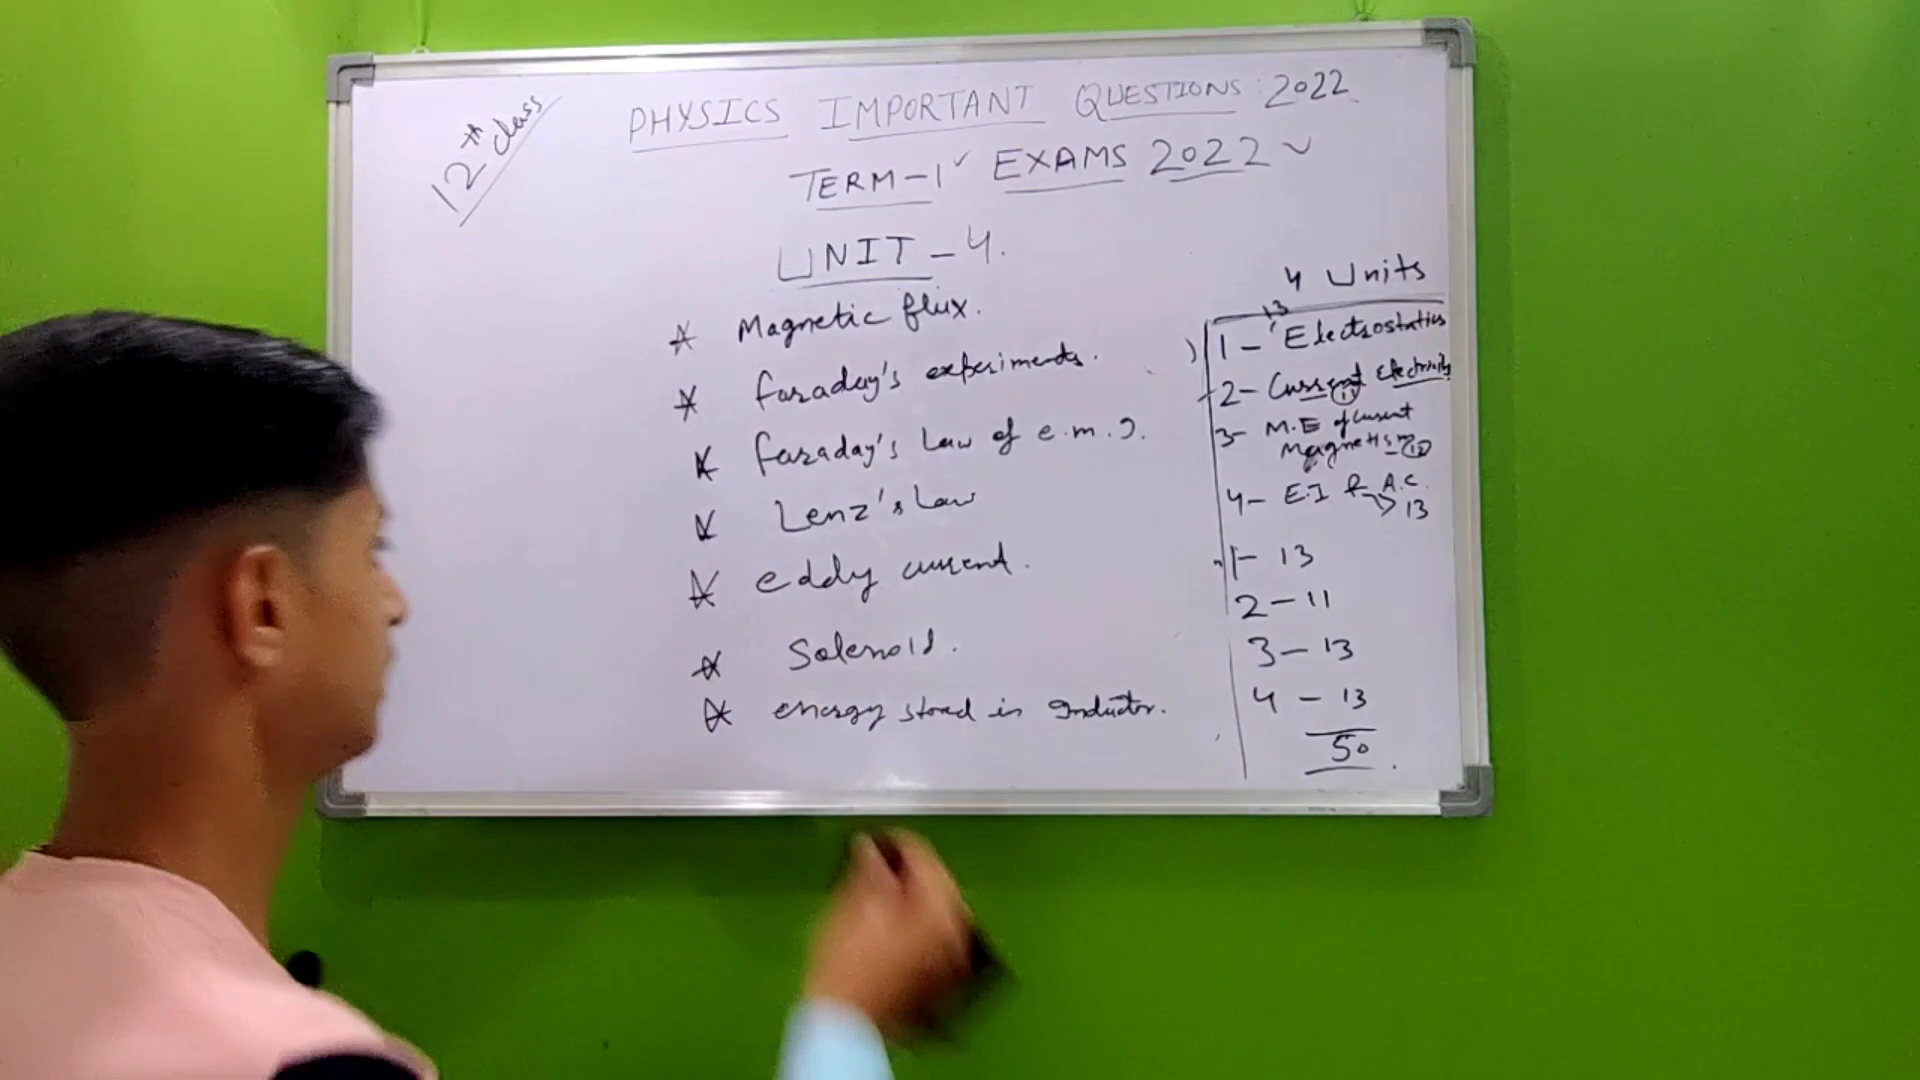 12th class
PHYSICS IMPORTANT QUESTIONS : 2022
TERM-1 EXAMS 2022
UNIT - 4.
* Magnetic flux.
* faraday's experiments.
* faraday's Law of e.m.I.
* Lenz's Law
* eddy current.
* Solenoid.
* energy stored in Inductor.
4 Units
13
1 - Electrostatics
2 - Current Electricity
3 - M.E of current
Magnetism
4 - E.I & A.C.
→ 13
1 - 13
2 - 11
3 - 13
4 - 13
50